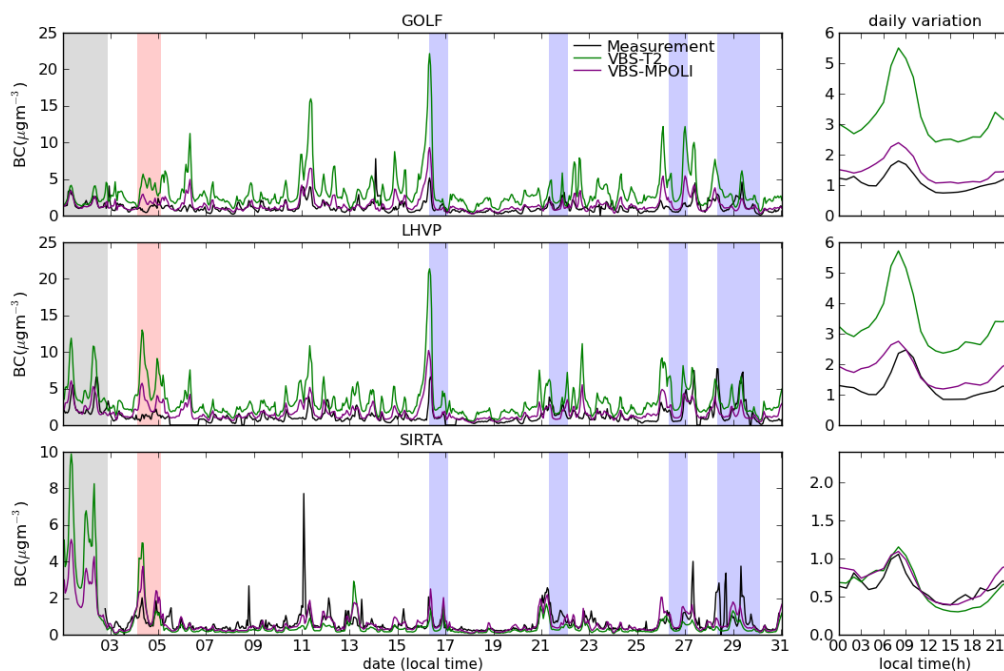 GOLF
daily variation
BC(μgm⁻³)
25
20
15
10
5
0
Measurement
VBS-T2
VBS-MPOLI
6
5
4
3
2
1
0
LHVP
BC(μgm⁻³)
25
20
15
10
5
0
6
5
4
3
2
1
0
SIRTA
BC(μgm⁻³)
10
8
6
4
2
0
03 05 07 09 11 13 15 17 19 21 23 25 27 29 31
date (local time)
2.0
1.5
1.0
0.5
0.0
00 03 06 09 12 15 18 21
local time(h)